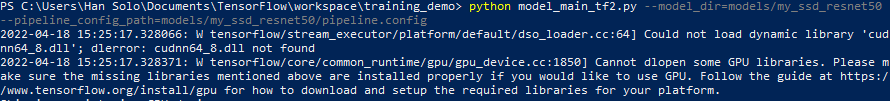 PS C:\Users\Han Solo\Documents\TensorFlow\workspace\training_demo> python model_main_tf2.py --model_dir=models/my_ssd_resnet50
--pipeline_config_path=models/my_ssd_resnet50/pipeline.config
2022-04-18 15:25:17.328066: W tensorflow/stream_executor/platform/default/dso_loader.cc:64] Could not load dynamic library 'cud
nn64_8.dll'; dlerror: cudnn64_8.dll not found
2022-04-18 15:25:17.328371: W tensorflow/core/common_runtime/gpu/gpu_device.cc:1850] Cannot dlopen some GPU libraries. Please m
ake sure the missing libraries mentioned above are installed properly if you would like to use GPU. Follow the guide at https:/
/www.tensorflow.org/install/gpu for how to download and setup the required libraries for your platform.